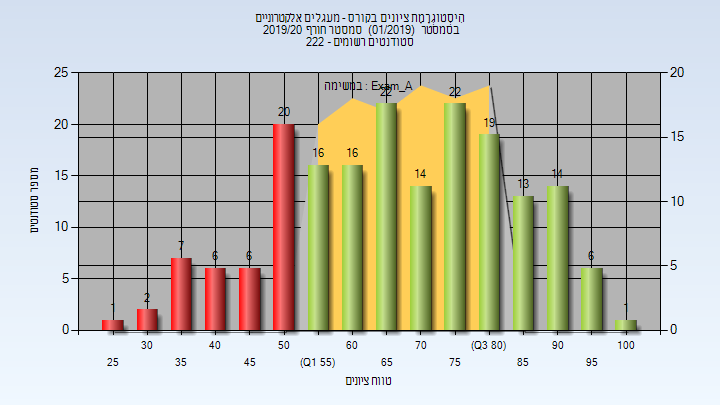 היסטוגרמת ציונים בקורס - מעגלים אלקטרוניים
בסמסטר (01/2019) סמסטר חורף 2019/20
סטודנטים רשומים - 222
במשימה : Exam_A
25 20 15 10 5 0
מספר סטודנטים
20 15 10 5 0
1 2 7 6 6 20 16 16 22 14 22 19 13 14 6 1
30 40 50 60 70 (Q3 80) 90 100
25 35 45 (Q1 55) 65 75 85 95
טווח ציונים